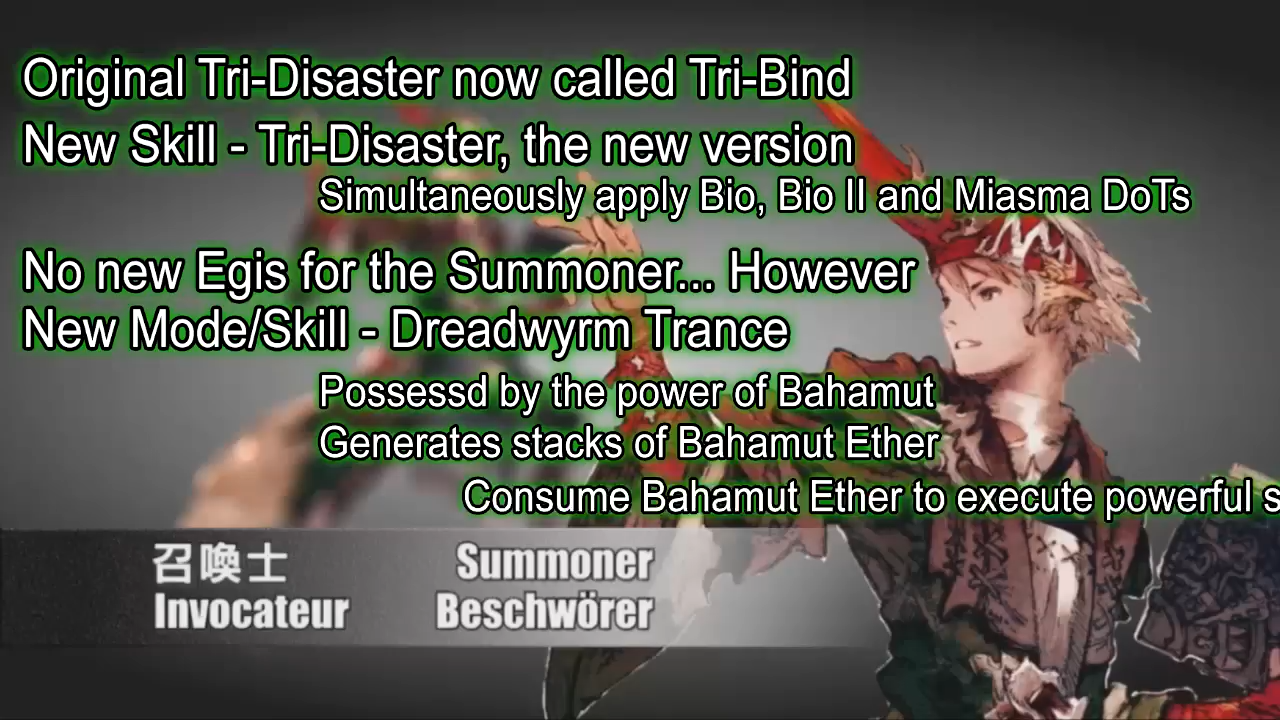 Original Tri-Disaster now called Tri-Bind
New Skill - Tri-Disaster, the new version
Simultaneously apply Bio, Bio II and Miasma DoTs
No new Egis for the Summoner... However
New Mode/Skill - Dreadwyrm Trance
Possessd by the power of Bahamut
Generates stacks of Bahamut Ether
Consume Bahamut Ether to execute powerful s
召喚士 Summoner
Invocateur Beschwörer